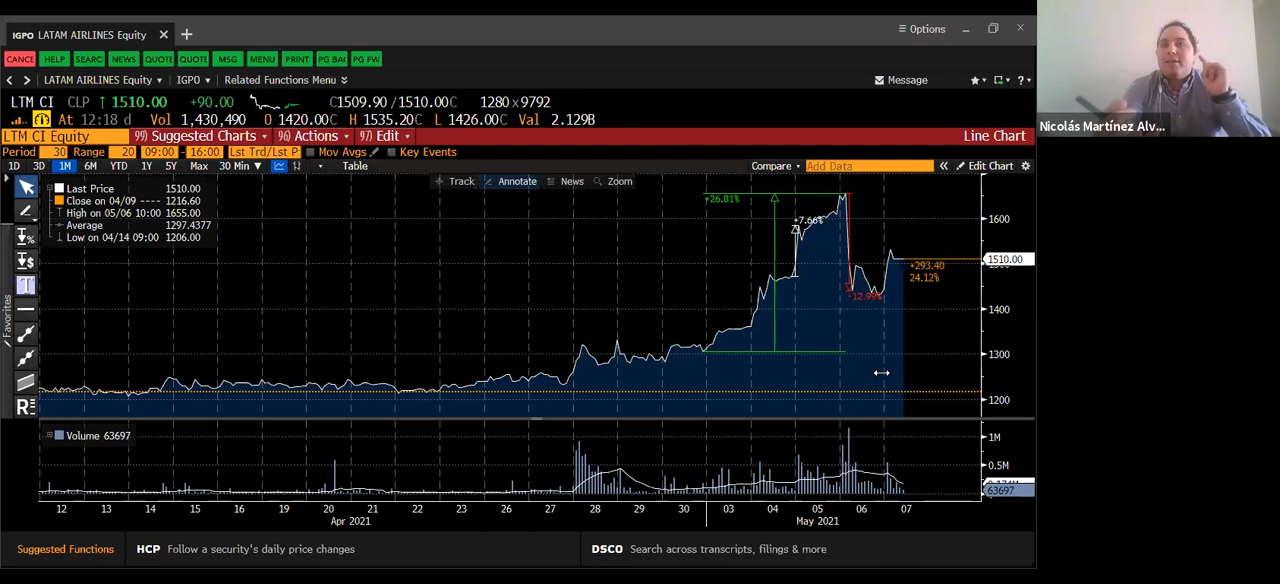 IGPO LATAM AIRLINES Equity × +
Options
CANCE HELP SEARC NEWS QUOTE QUOTE MSG MENU PRINT PG BAC PG FW
LATAM AIRLINES Equity IGPO Related Functions Menu
Message
LTM CI CLP ↑ 1510.00 +90.00 C1509.90/1510.00C 1280×9792
At 12:18 d Vol 1,430,490 O 1420.00C H 1535.20C L 1426.00C Val 2.129B
LTM CI Equity 99) Suggested Charts 96) Actions 97) Edit Line Chart
Period 30 Range 20 09:00 - 16:00 Lst Trd/Lst P Mov Avgs Key Events
1D 3D 1M 6M YTD 1Y 5Y Max 30 Min ▼ Table Compare Add Data « Edit Chart
Track Annotate News Zoom
Last Price 1510.00
Close on 04/09 ---- 1216.60
High on 05/06 10:00 1655.00
Average 1297.4377
Low on 04/14 09:00 1206.00
+26.81%
+7.66%
-12.99%
+293.40
24.12%
1600
1510.00
1400
1300
1200
Favorites
Volume 63697
1M
0.5M
63697
12 13 14 15 16 19 20 21 22 23 26 27 28 29 30 03 04 05 06 07
Apr 2021 May 2021
Suggested Functions HCP Follow a security's daily price changes DSCO Search across transcripts, filings & more
Nicolás Martínez Alv...